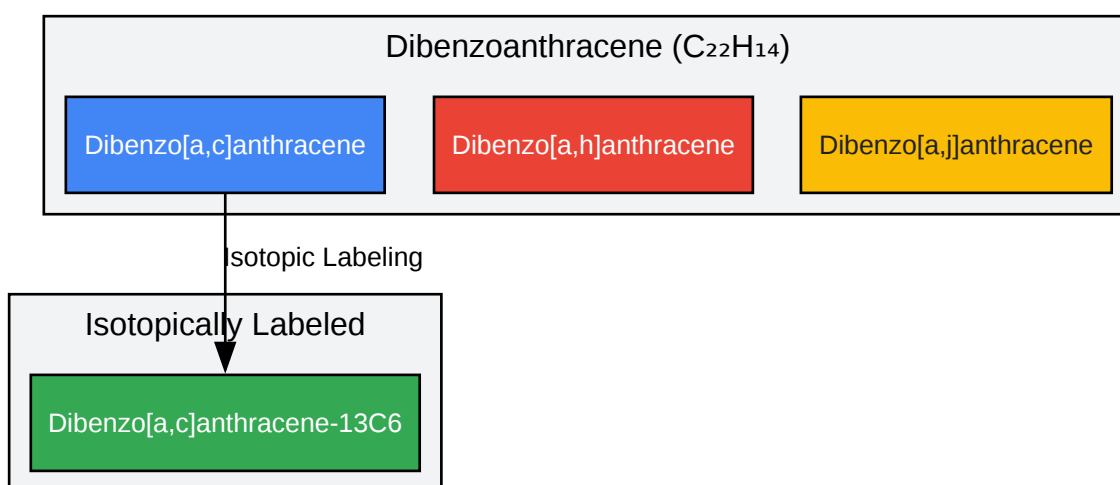 Dibenzoanthracene (C₂₂H₁₄)
Dibenzo[a,c]anthracene
Dibenzo[a,h]anthracene
Dibenzo[a,j]anthracene
Isotopic Labeling
Isotopically Labeled
Dibenzo[a,c]anthracene-13C6